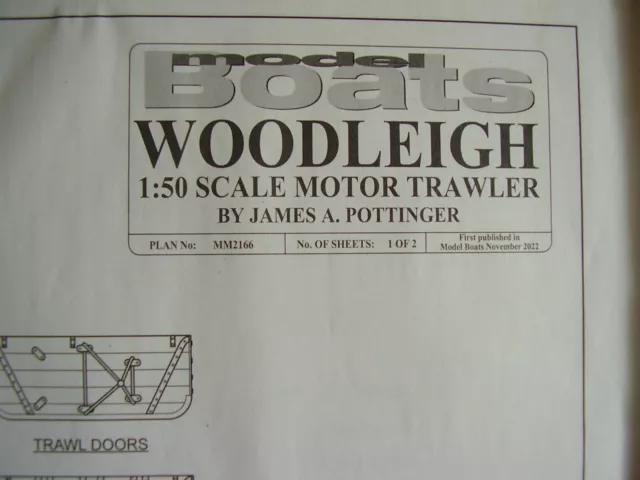 model
Boats
WOODLEIGH
1:50 SCALE MOTOR TRAWLER
BY JAMES A. POTTINGER
PLAN No: MM2166 No. OF SHEETS: 1 OF 2 First published in
Model Boats November 2022
TRAWL DOORS